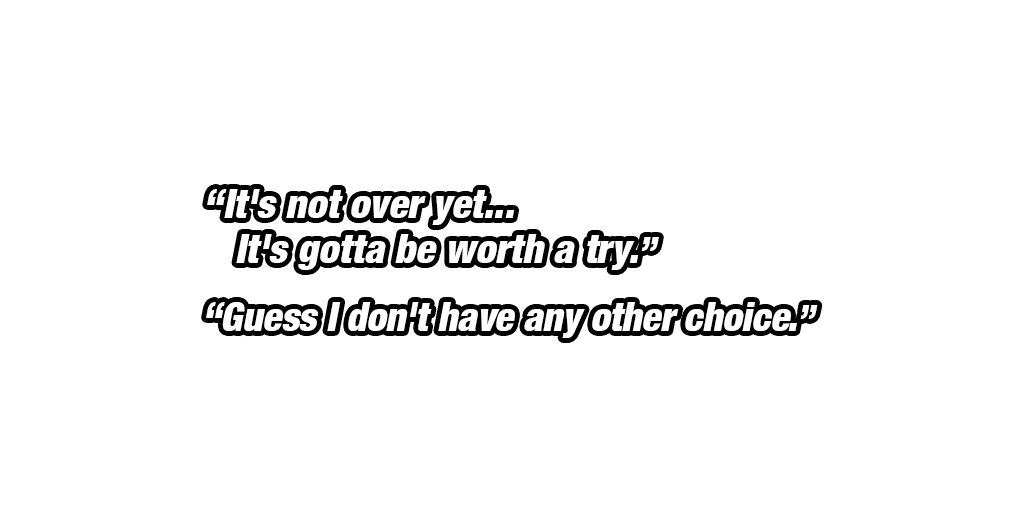 “It's not over yet...
It's gotta be worth a try.”
“Guess I don't have any other choice.”